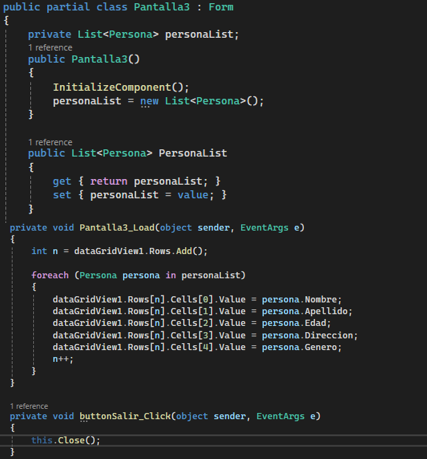 public partial class Pantalla3 : Form
{
private List<Persona> personaList;
1 reference
public Pantalla3()
{
InitializeComponent();
personaList = new List<Persona>();
}
1 reference
public List<Persona> PersonaList
{
get { return personaList; }
set { personaList = value; }
}
private void Pantalla3_Load(object sender, EventArgs e)
{
int n = dataGridView1.Rows.Add();
foreach (Persona persona in personaList)
{
dataGridView1.Rows[n].Cells[0].Value = persona.Nombre;
dataGridView1.Rows[n].Cells[1].Value = persona.Apellido;
dataGridView1.Rows[n].Cells[2].Value = persona.Edad;
dataGridView1.Rows[n].Cells[3].Value = persona.Direccion;
dataGridView1.Rows[n].Cells[4].Value = persona.Genero;
n++;
}
}
1 reference
private void buttonSalir_Click(object sender, EventArgs e)
{
this.Close();
}